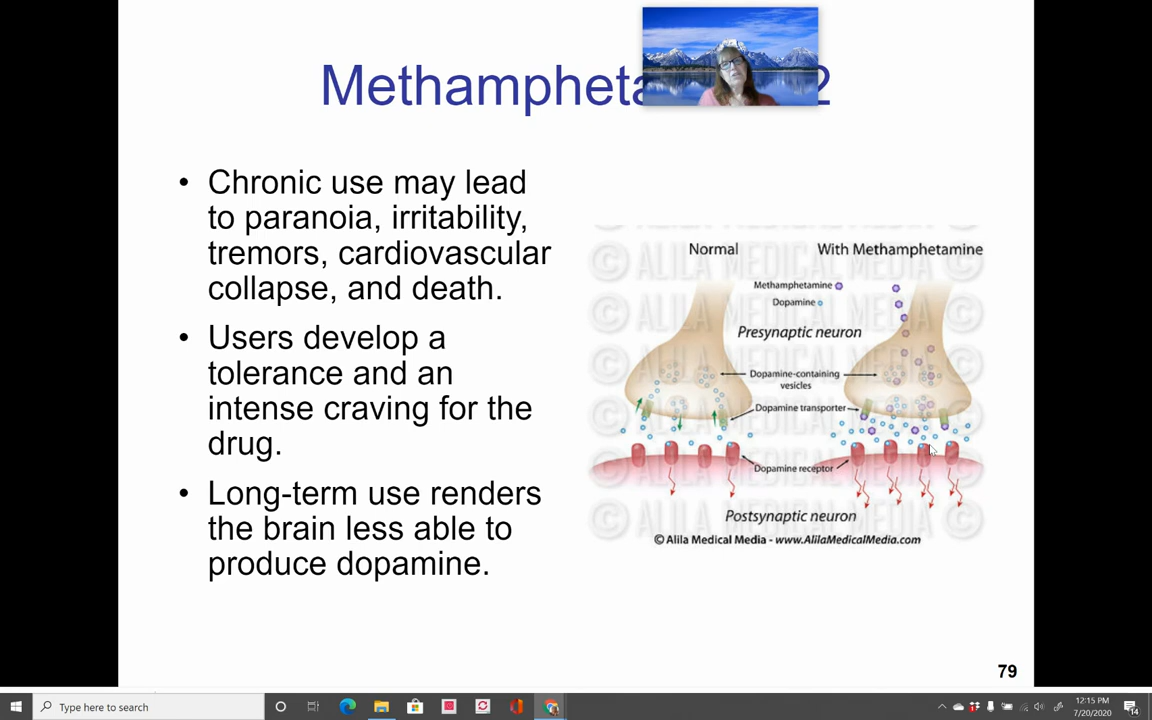 Methampheta 2
• Chronic use may lead
to paranoia, irritability,
tremors, cardiovascular
collapse, and death.
• Users develop a
tolerance and an
intense craving for the
drug.
• Long-term use renders
the brain less able to
produce dopamine.
© ALILA MEDICAL MEDIA ©
Normal
With Methamphetamine
Methamphetamine
Dopamine
Presynaptic neuron
Dopamine-containing
vesicles
Dopamine transporter
Dopamine receptor
Postsynaptic neuron
© Alila Medical Media - www.AlilaMedicalMedia.com
79
Type here to search
12:15 PM
7/20/2020
14